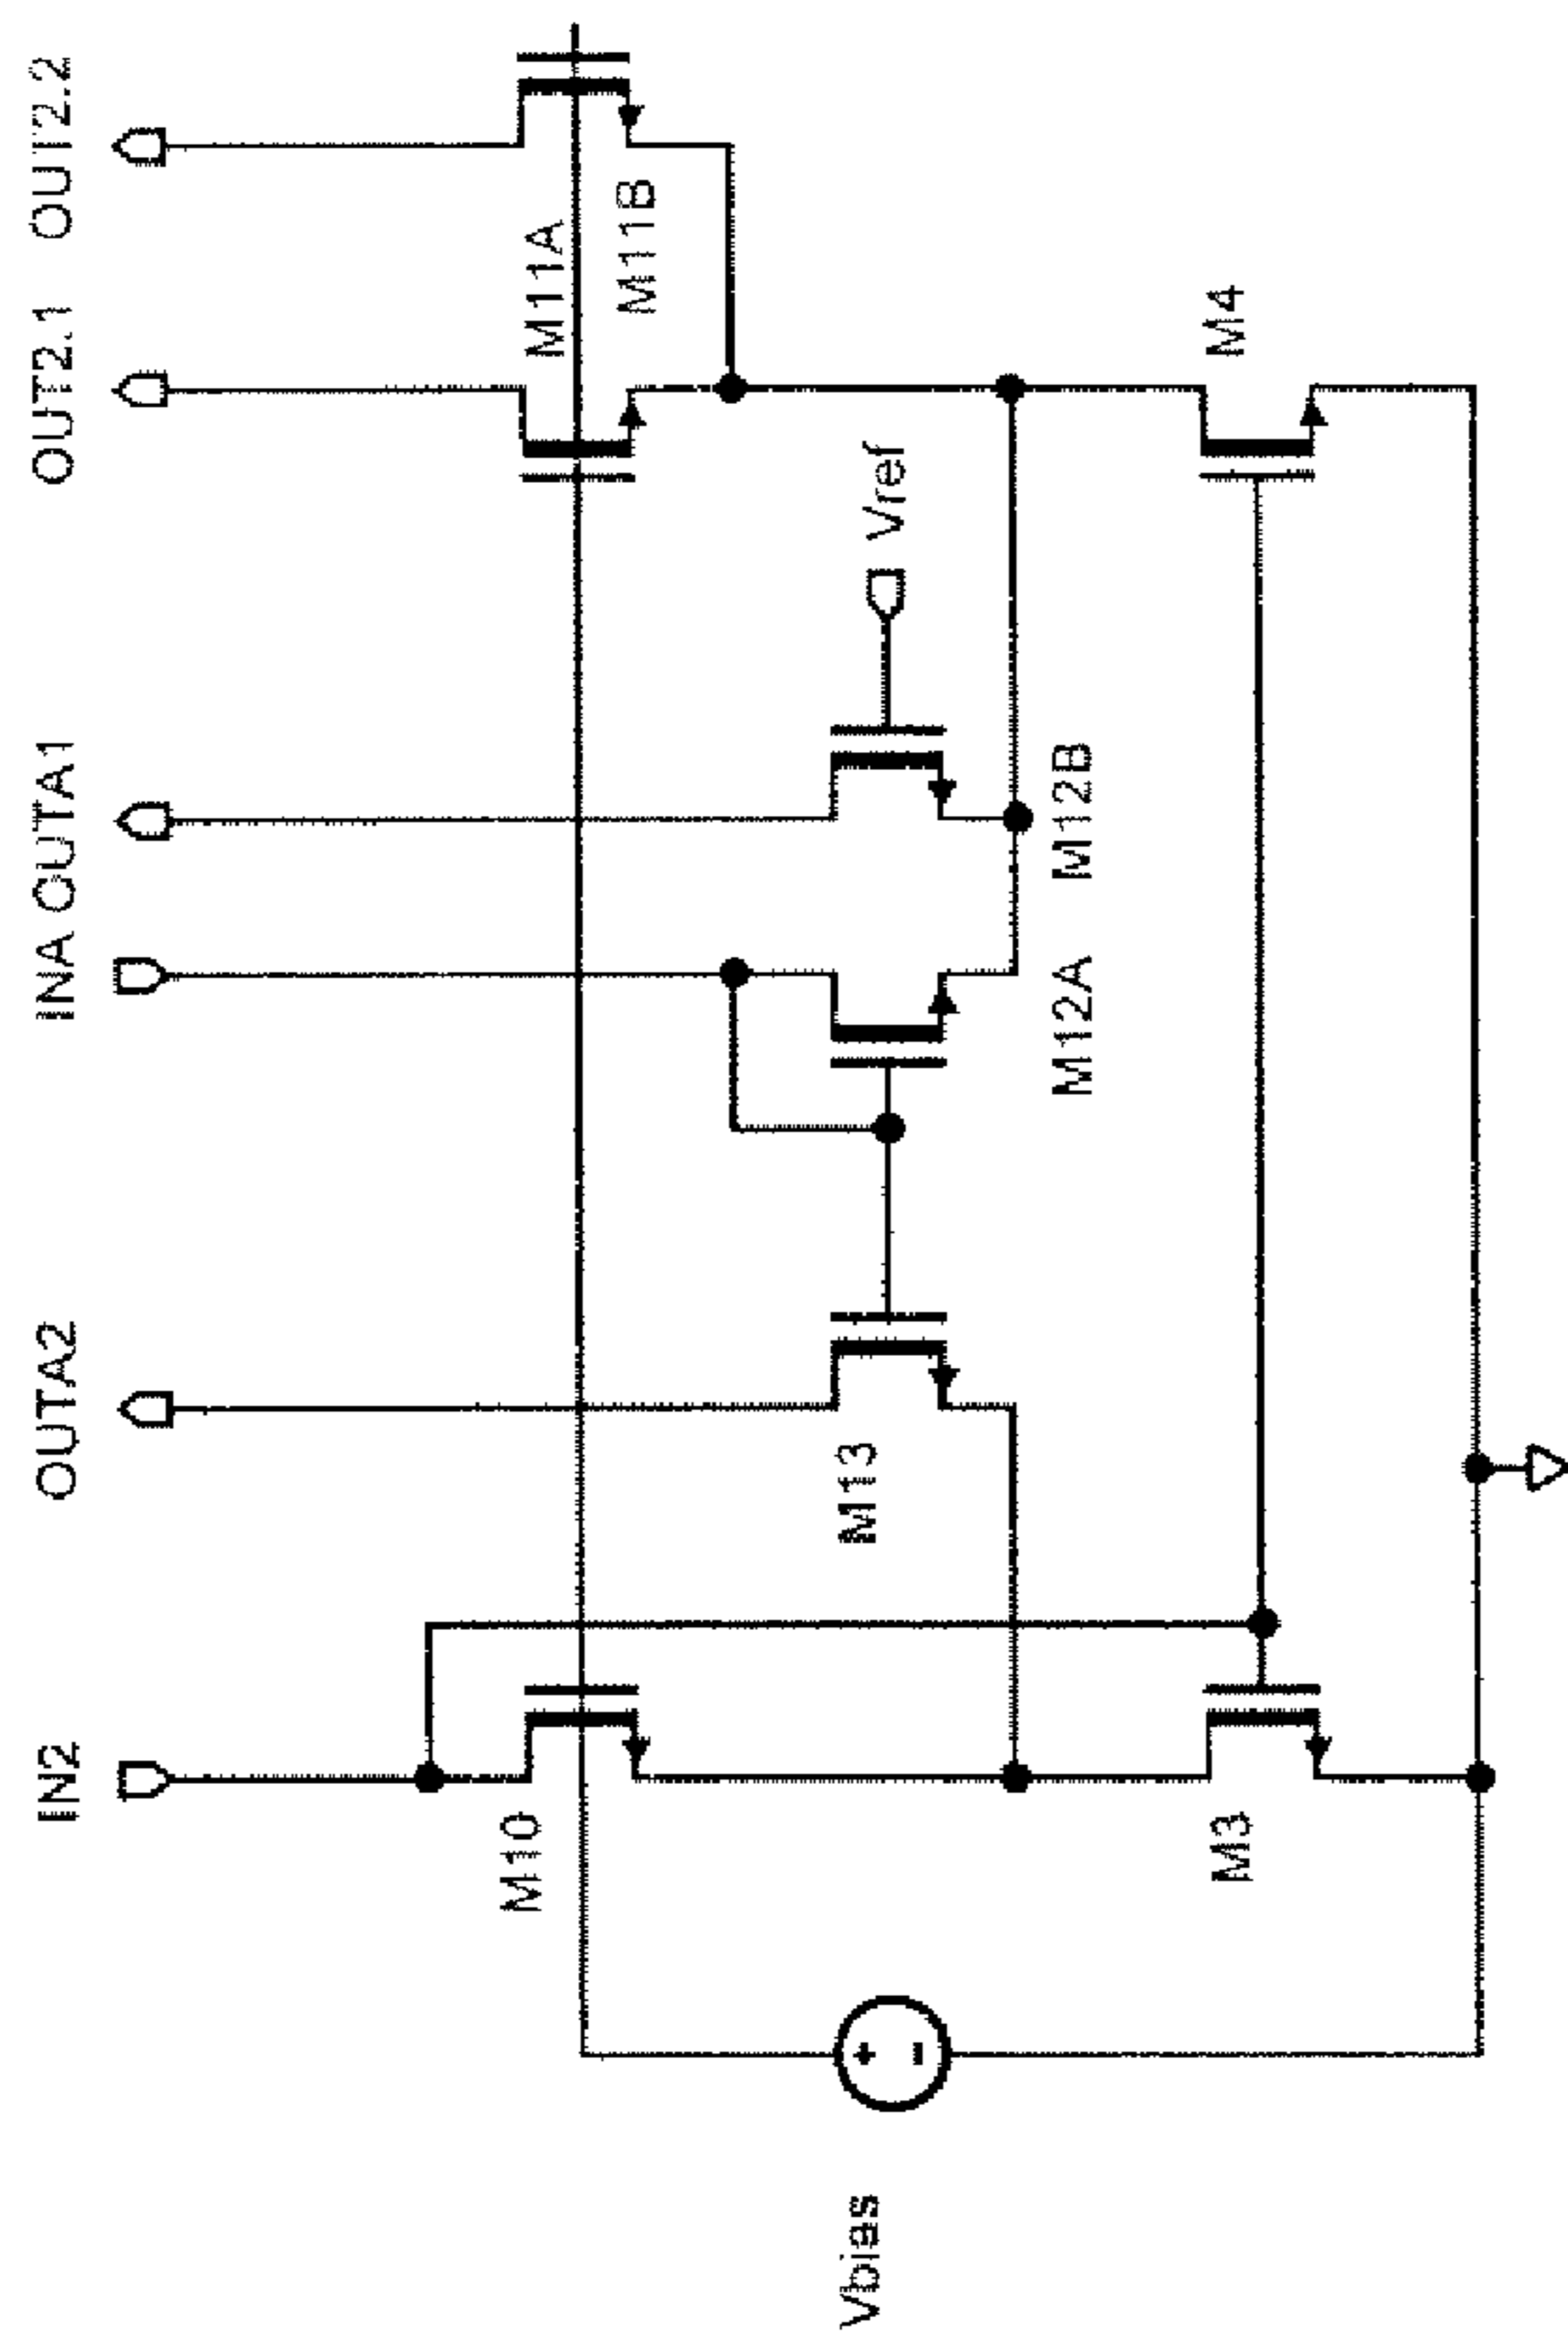 IN2
OUTA2
INA OUTA1
OUT2.1 OUT2.2
M10
M11A
M11B
M13
Vref
M12A M12B
M3
M4
Vbias
+
-